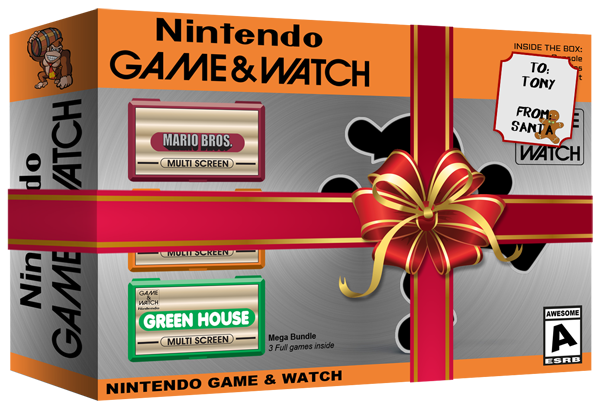 Nintendo
GAME & WATCH
INSIDE THE BOX:
TO:
TONY
FROM:
SANTA
WATCH
MARIO BROS.
MULTI SCREEN
MULTI SCREEN
GAME
&
WATCH
Nintendo
GREEN HOUSE
MULTI SCREEN
Mega Bundle
3 Full games inside
AWESOME
A
ESRB
NINTENDO GAME & WATCH
Nintendo
GAME & WATCH